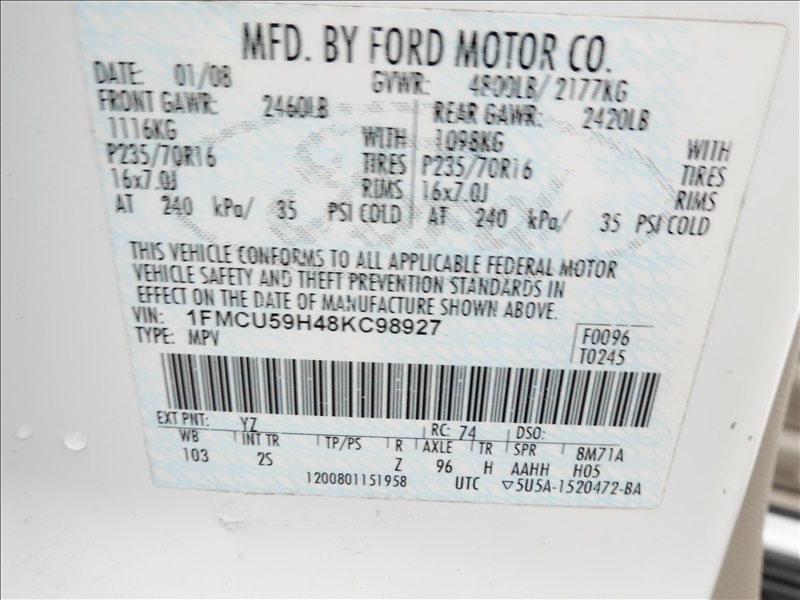 MFD. BY FORD MOTOR CO.
DATE: 01/08 GVWR: 4800LB/ 2177KG
FRONT GAWR: 2460LB REAR GAWR: 2420LB
1116KG WITH 1098KG WITH
P235/70R16 TIRES P235/70R16 TIRES
16x7.0J RIMS 16x7.0J RIMS
AT 240 kPa/ 35 PSI COLD AT 240 kPa/ 35 PSI COLD
THIS VEHICLE CONFORMS TO ALL APPLICABLE FEDERAL MOTOR
VEHICLE SAFETY AND THEFT PREVENTION STANDARDS IN
EFFECT ON THE DATE OF MANUFACTURE SHOWN ABOVE.
VIN: 1FMCU59H48KC98927 F0096
TYPE: MPV T0245
EXT PNT: YZ RC: 74 DSO:
WB INT TR TP/PS R AXLE TR SPR 8M71A
103 2S Z 96 H AAHH H05
1200801151958 UTC ▽5U5A-1520472-BA